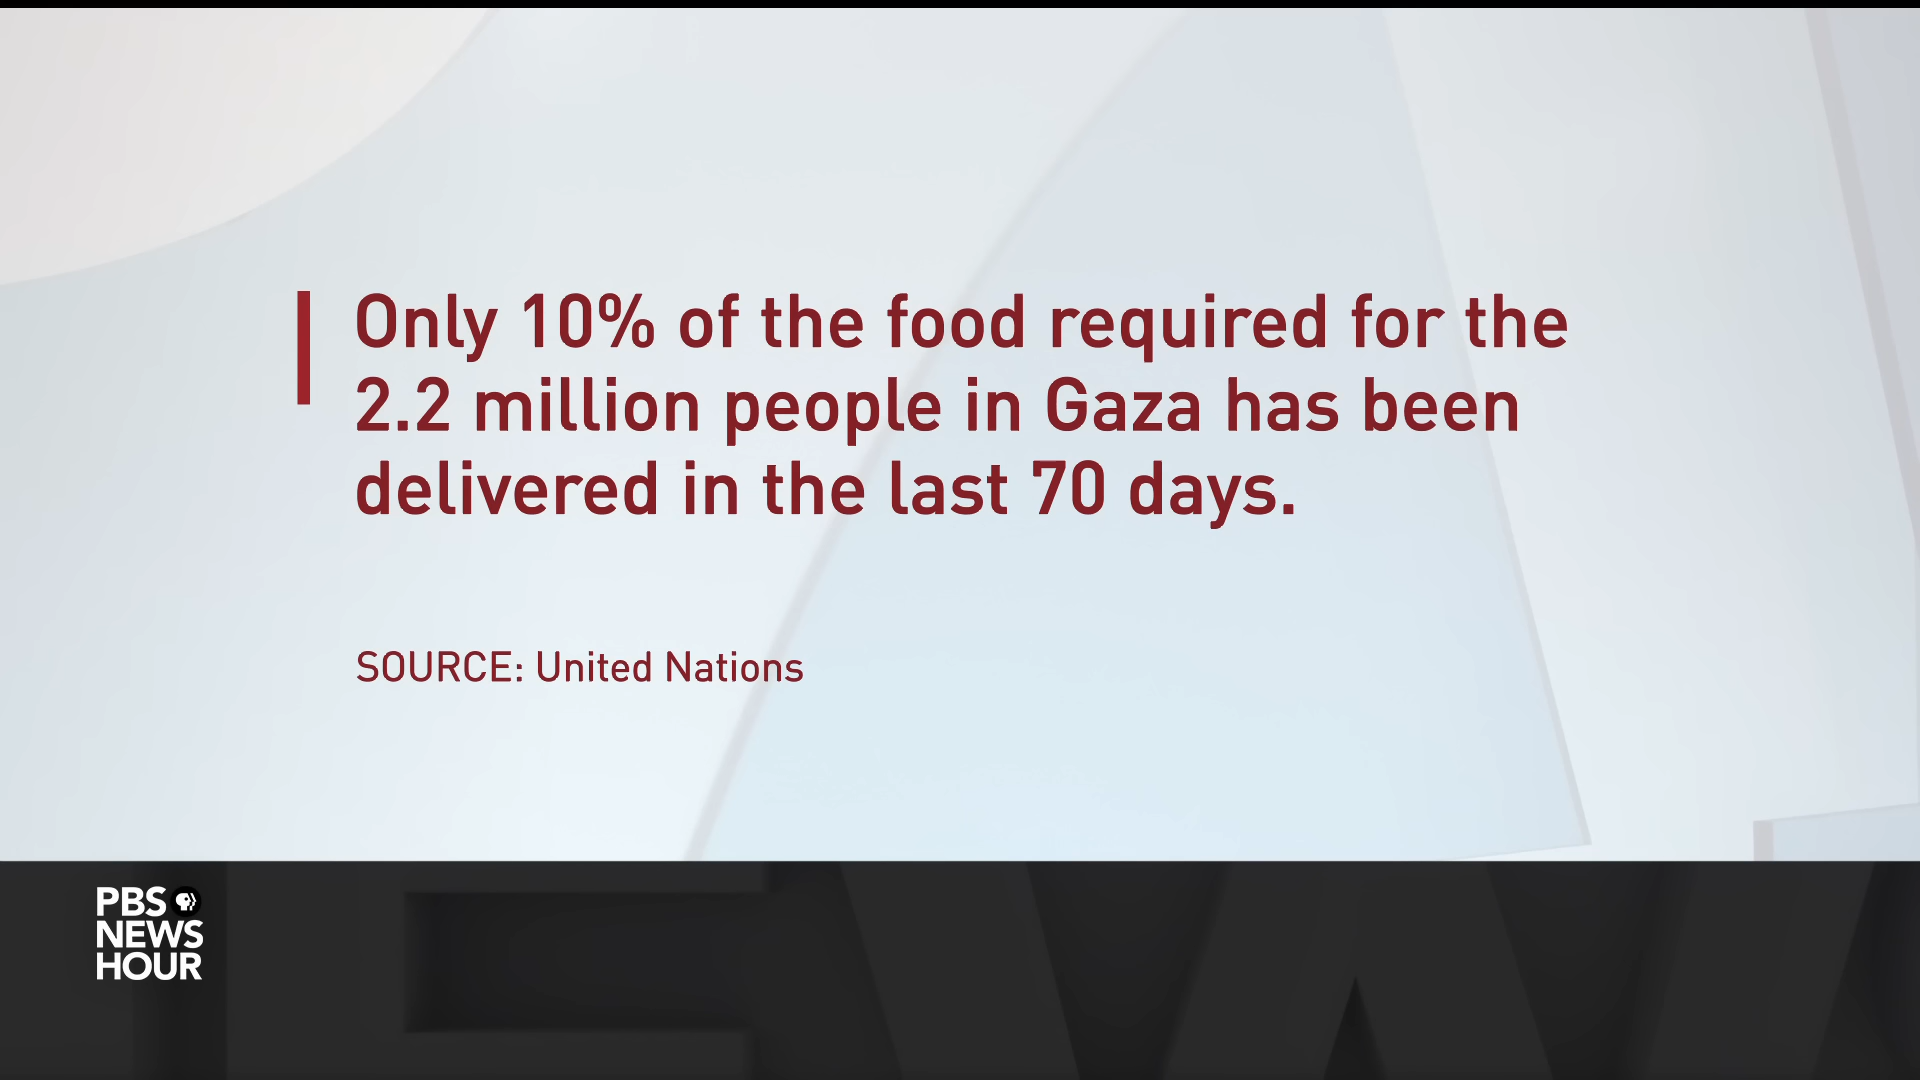 Only 10% of the food required for the
2.2 million people in Gaza has been
delivered in the last 70 days.
SOURCE: United Nations
PBS
NEWS
HOUR